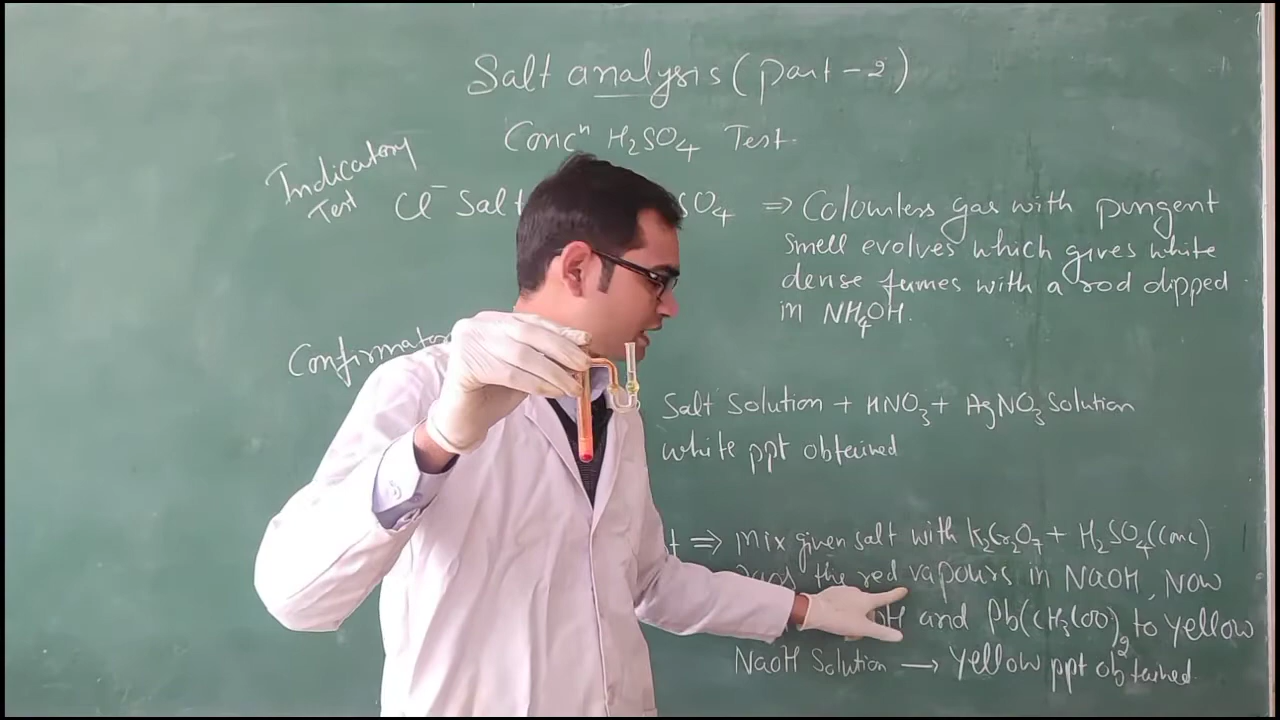 Salt analysis (part-2)
Concⁿ H₂SO₄ Test.
Indicatory
Test
Cl⁻ Salt SO₄ ⇒ Colourless gas with pungent
smell evolves which gives white
dense fumes with a rod dipped
in NH₄OH.
Confirmatory
Salt Solution + HNO₃ + AgNO₃ Solution
white ppt obtained
t ⇒ Mix given salt with K₂Cr₂O₇ + H₂SO₄ (conc)
the red vapours in NaOH, Now
OH and Pb(CH₃COO)₂ to yellow
NaOH Solution → Yellow ppt obtained.